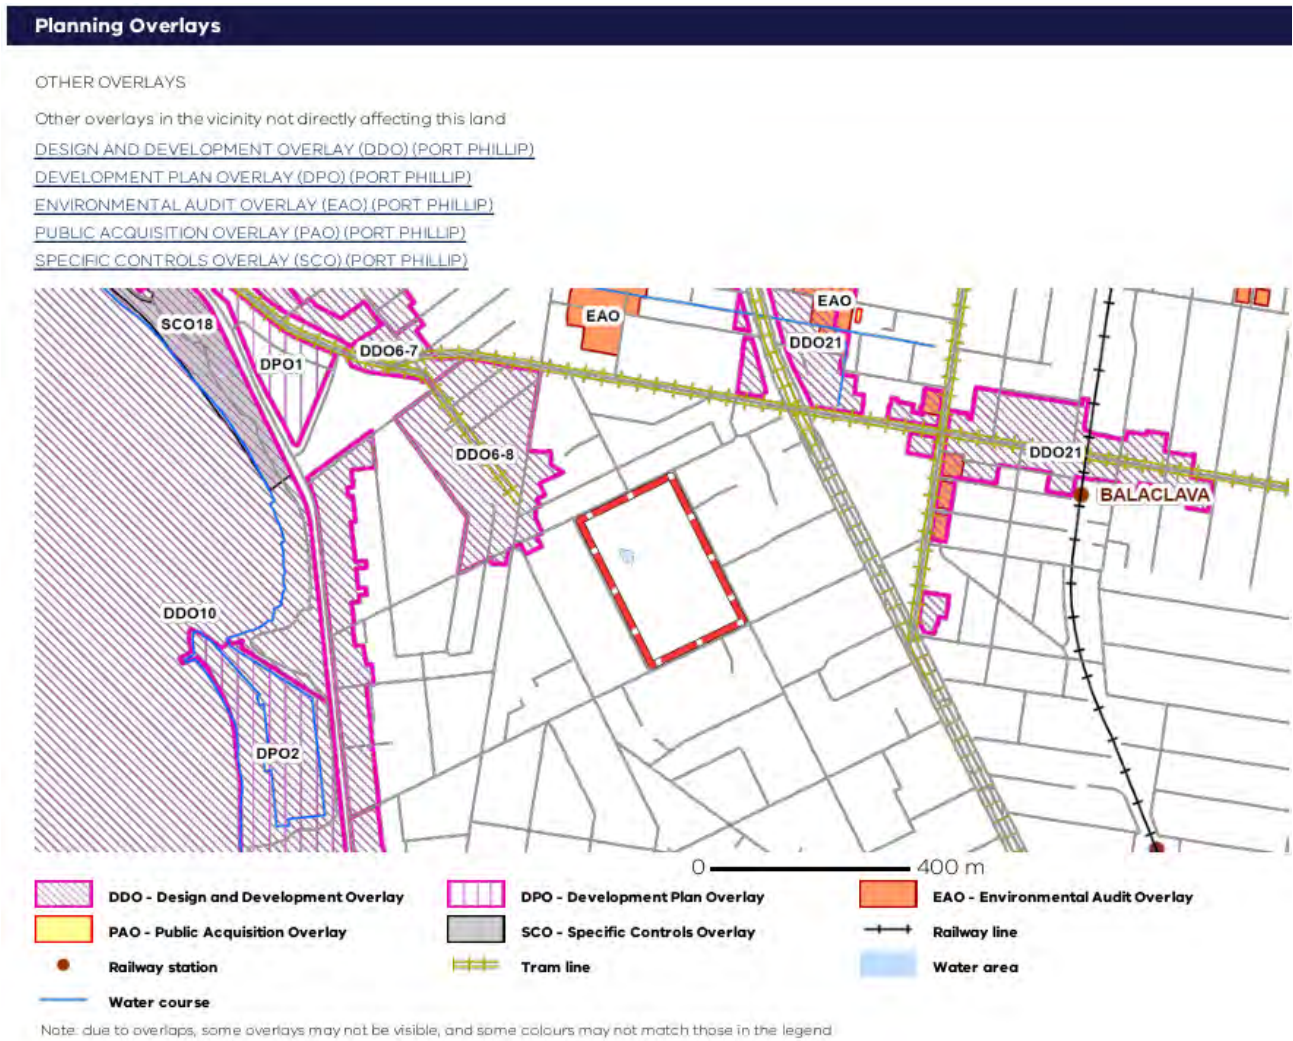 Planning Overlays
OTHER OVERLAYS
Other overlays in the vicinity not directly affecting this land
DESIGN AND DEVELOPMENT OVERLAY (DDO) (PORT PHILLIP)
DEVELOPMENT PLAN OVERLAY (DPO) (PORT PHILLIP)
ENVIRONMENTAL AUDIT OVERLAY (EAO) (PORT PHILLIP)
PUBLIC ACQUISITION OVERLAY (PAO) (PORT PHILLIP)
SPECIFIC CONTROLS OVERLAY (SCO) (PORT PHILLIP)
EAO
EAO
SCO18
DDO21
DDO6-7
DPO1
DDO6-8
DDO21
BALACLAVA
DDO10
DPO2
0 400 m
DDO - Design and Development Overlay
DPO - Development Plan Overlay
EAO - Environmental Audit Overlay
PAO - Public Acquisition Overlay
SCO - Specific Controls Overlay
Railway line
Railway station
Tram line
Water area
Water course
Note: due to overlaps, some overlays may not be visible, and some colours may not match those in the legend